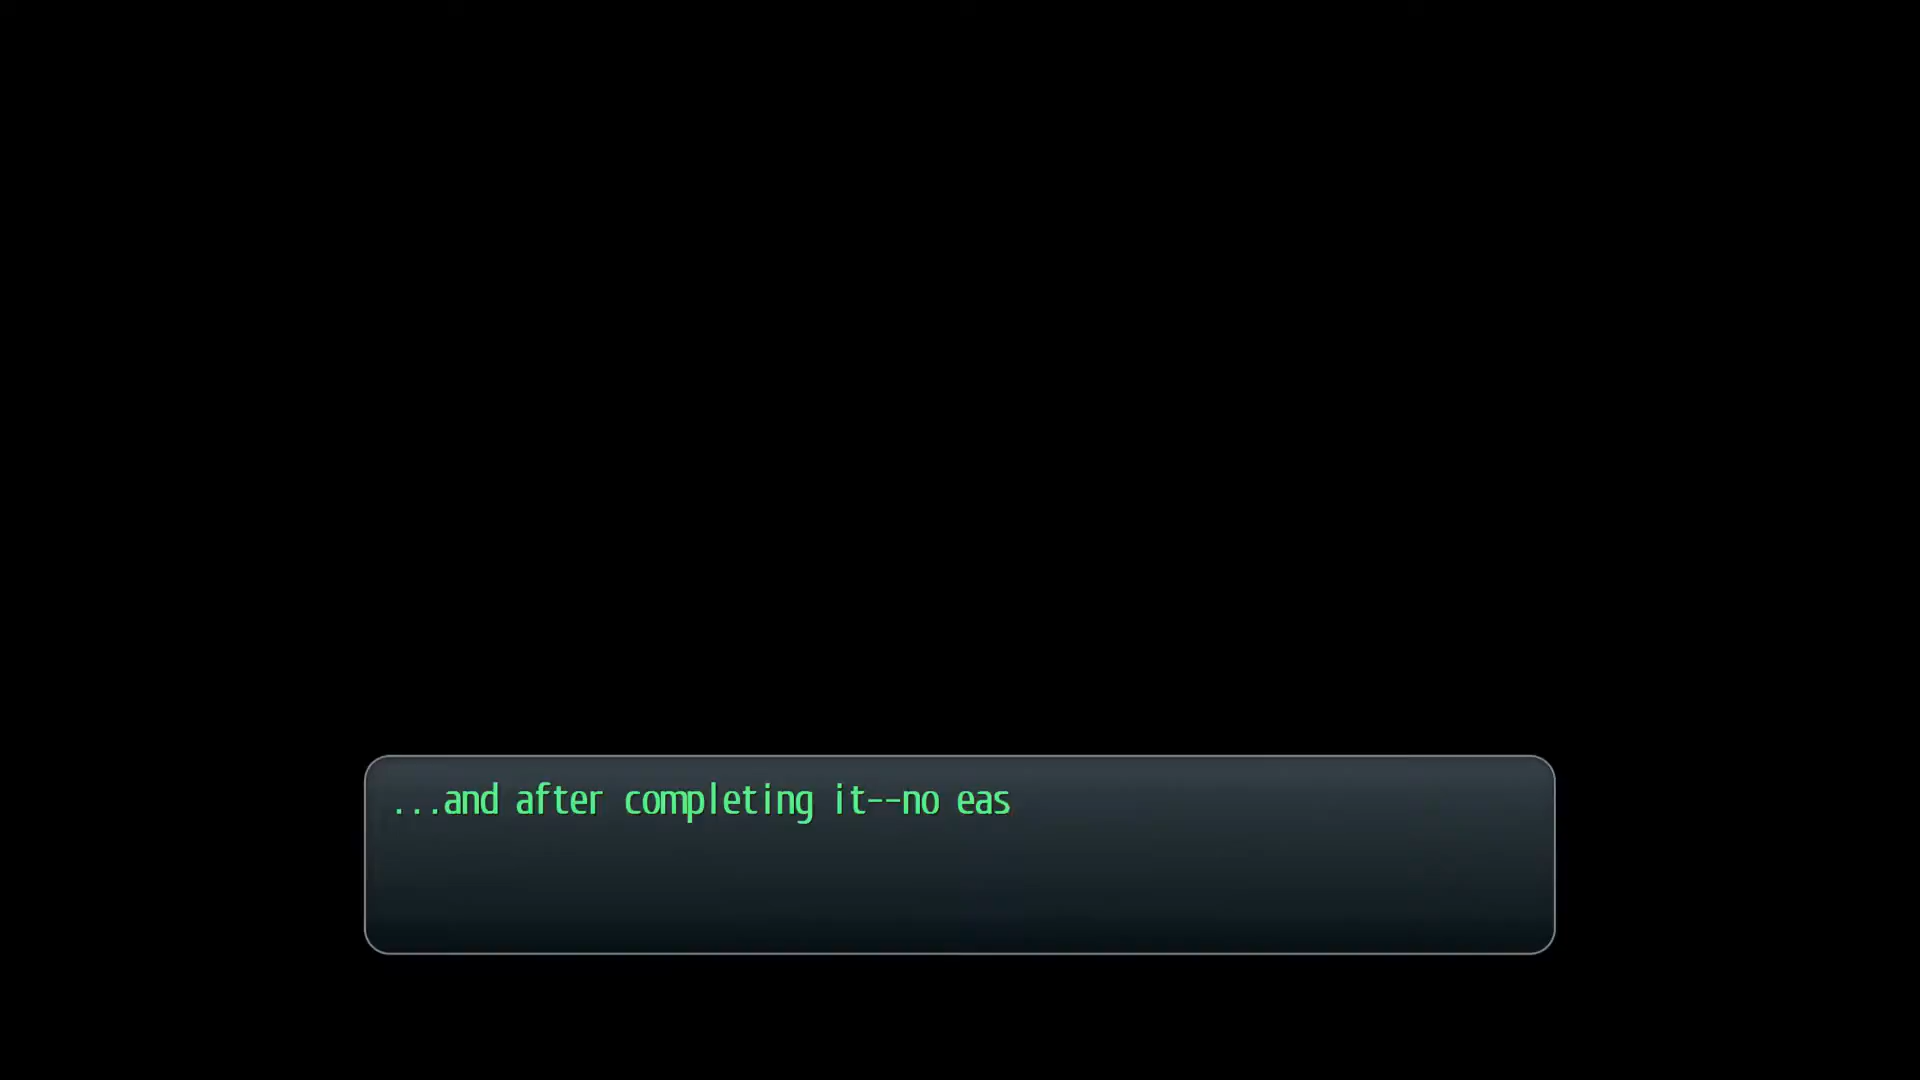 ...and after completing it--no eas